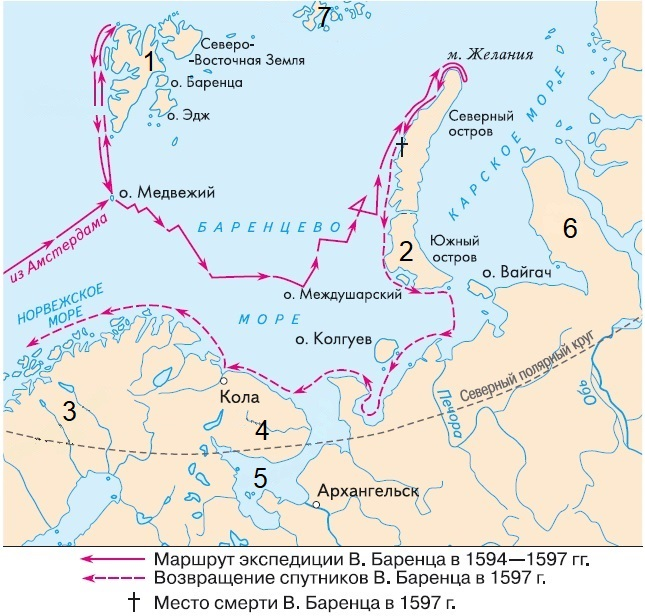 7
Северо-
-Восточная Земля
1
м. Желания
о. Баренца
о. Эдж
Северный
остров
КАРСКОЕ МОРЕ
о. Медвежий
БАРЕНЦЕВО
из Амстердама
2
Южный
остров
6
о. Вайгач
НОРВЕЖСКОЕ
МОРЕ
о. Междушарский
МОРЕ
о. Колгуев
Северный полярный круг
Кола
Печора
Обь
3
4
5
Архангельск
Маршрут экспедиции В. Баренца в 1594—1597 гг.
Возвращение спутников В. Баренца в 1597 г.
Место смерти В. Баренца в 1597 г.